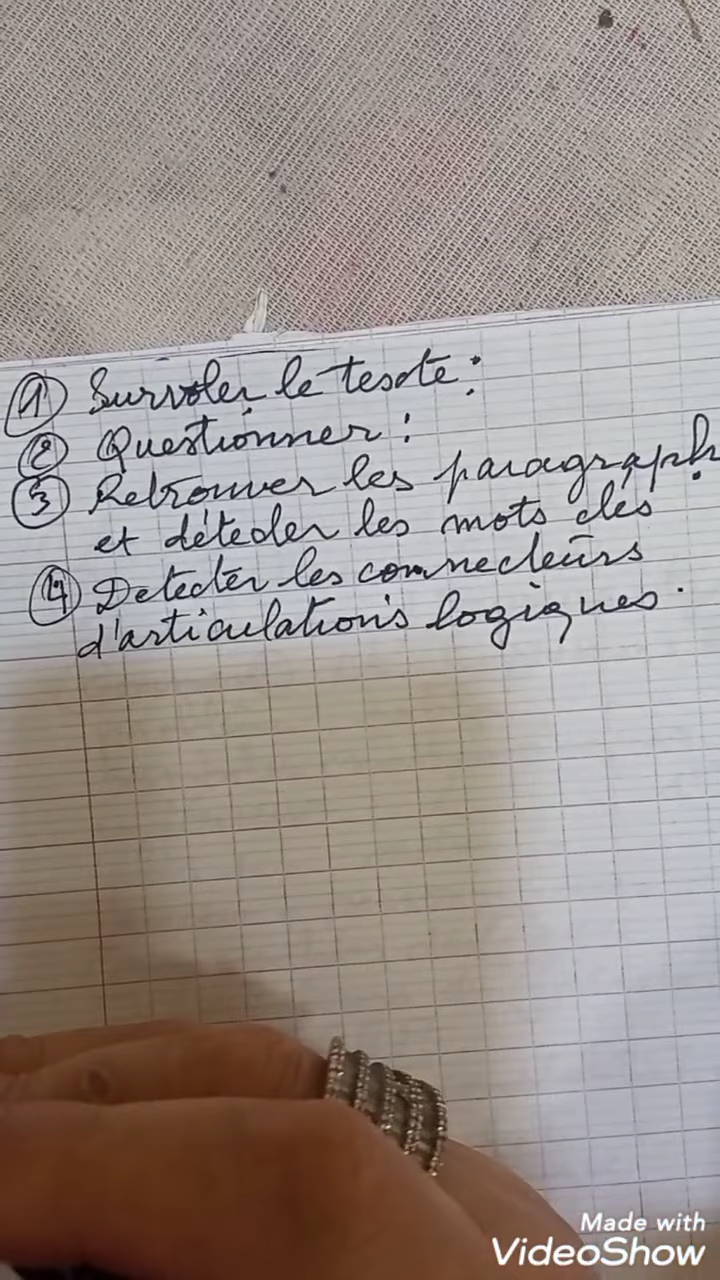 ① Survoler le texte :
② Questionner :
③ Retrouver les paragraph
et détecter les mots clés.
④ Detecter les connecteurs
d'articulations logiques.
Made with
VideoShow